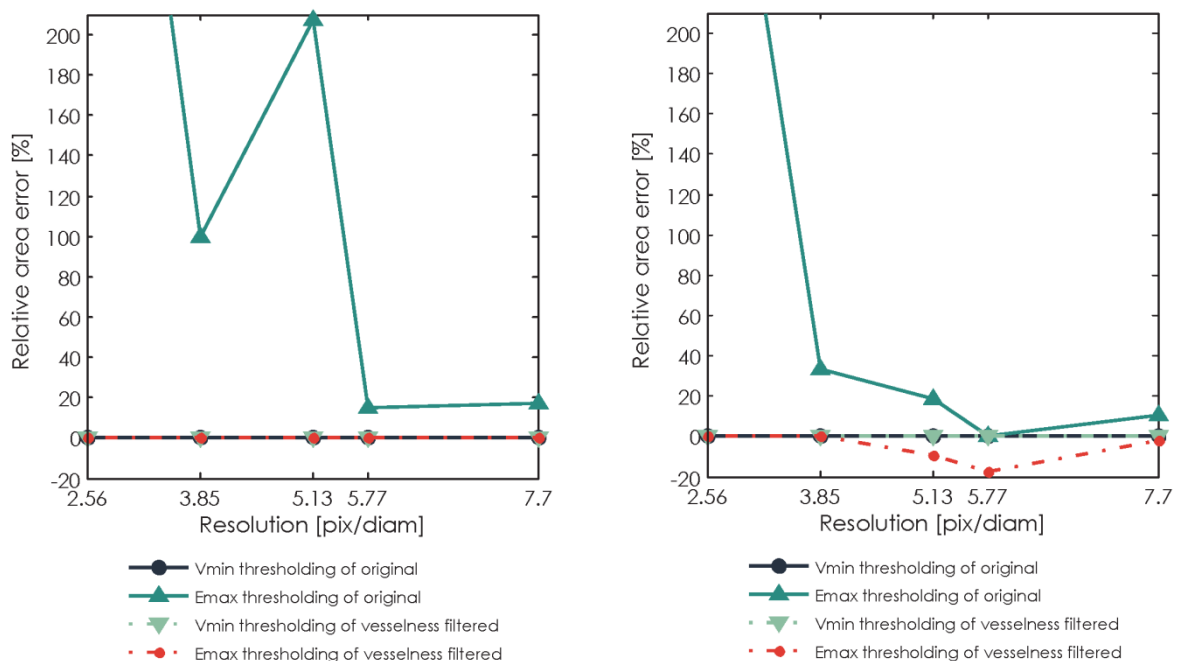 200
180
160
140
120
100
80
60
40
20
0
-20
Relative area error [%]
2.56 3.85 5.13 5.77 7.7
Resolution [pix/diam]
Vmin thresholding of original
Emax thresholding of original
Vmin thresholding of vesselness filtered
Emax thresholding of vesselness filtered
200
180
160
140
120
100
80
60
40
20
0
-20
Relative area error [%]
2.56 3.85 5.13 5.77 7.7
Resolution [pix/diam]
Vmin thresholding of original
Emax thresholding of original
Vmin thresholding of vesselness filtered
Emax thresholding of vesselness filtered